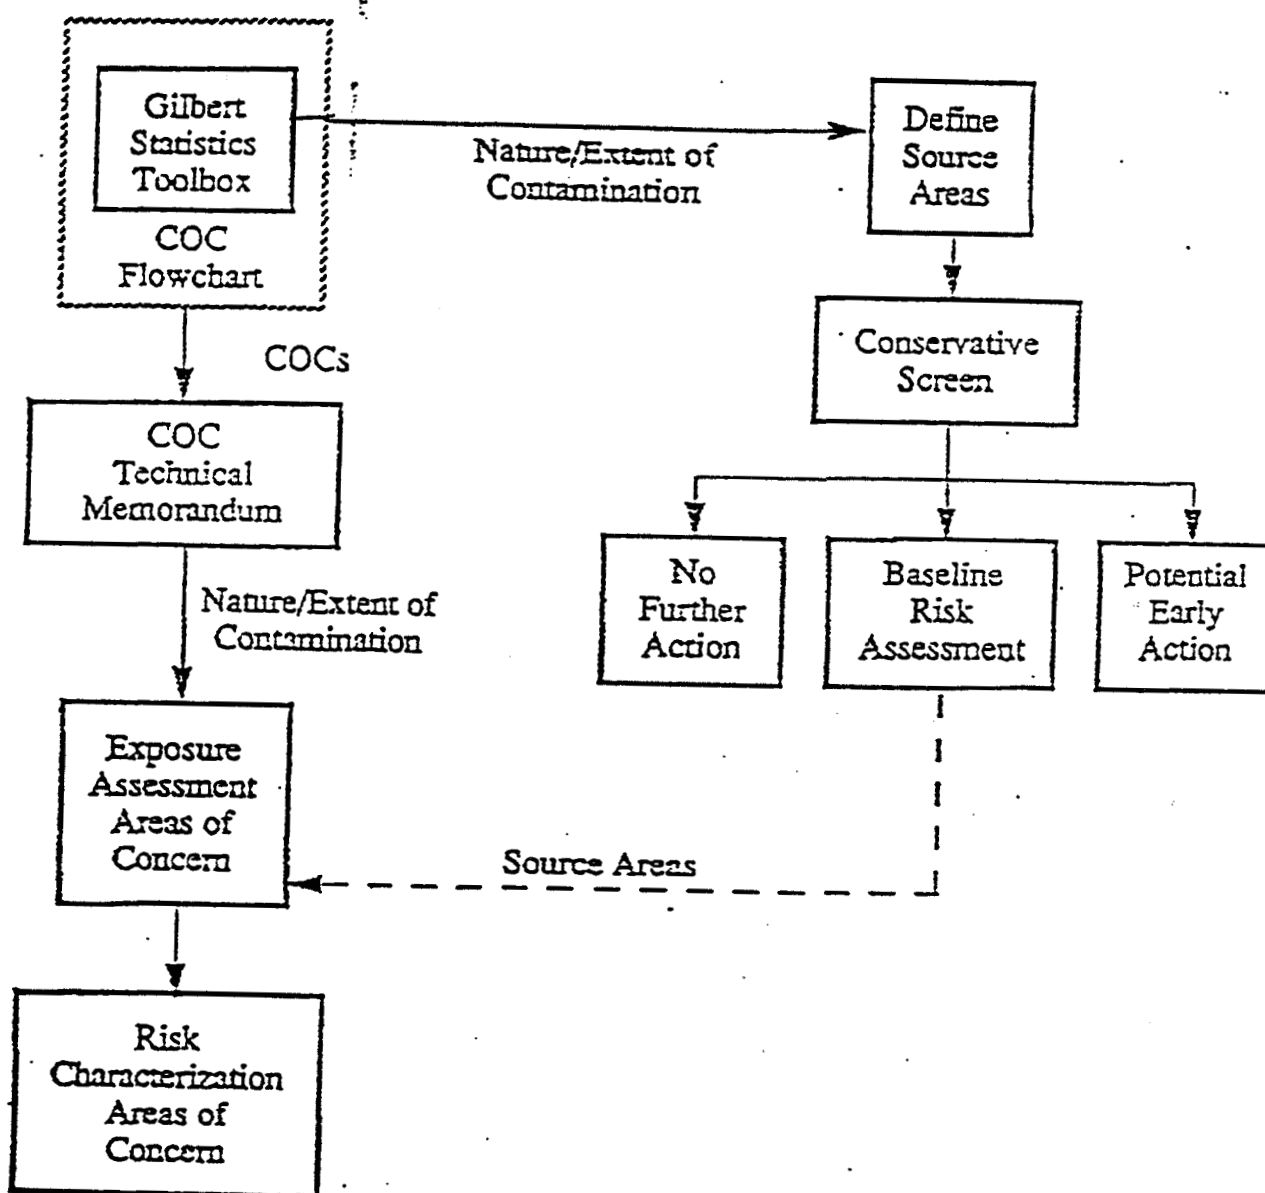 Gilbert
Statistics
Toolbox
COC
Flowchart
Nature/Extent of
Contamination
Define
Source
Areas
COCs
Conservative
Screen
COC
Technical
Memorandum
No
Further
Action
Baseline
Risk
Assessment
Potential
Early
Action
Nature/Extent of
Contamination
Exposure
Assessment
Areas of
Concern
Source Areas
Risk
Characterization
Areas of
Concern